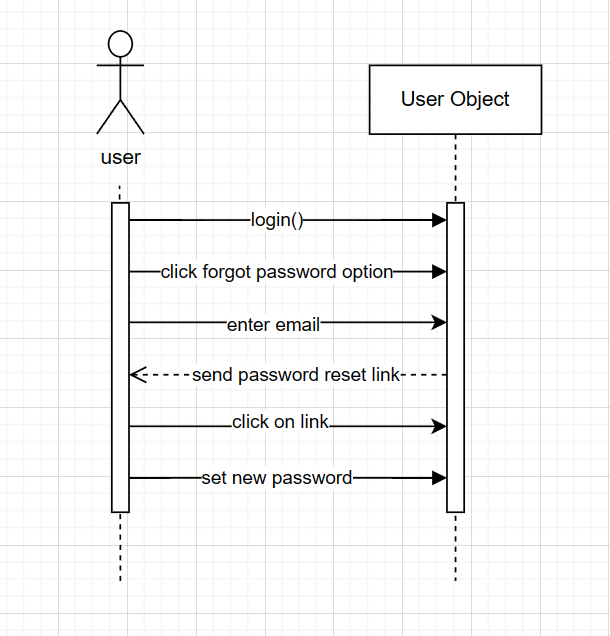 User Object
user
login()
click forgot password option
enter email
send password reset link
click on link
set new password